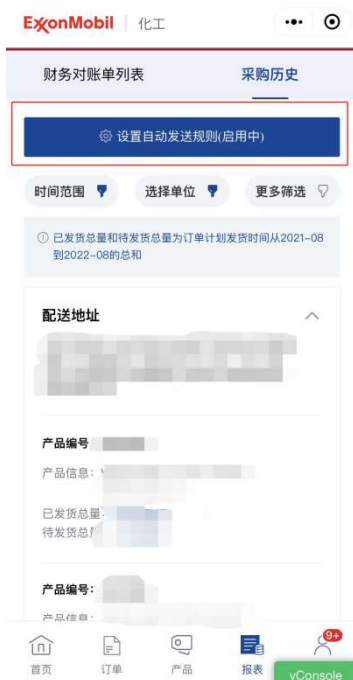 ExxonMobil 化工
财务对账单列表 采购历史
设置自动发送规则(启用中)
时间范围 选择单位 更多筛选
已发货总量和待发货总量为订单计划发货时间从2021-08
到2022-08的总和
配送地址
产品编号
产品信息:
已发货总量
待发货总
产品编号:
产品信息:
9+
首页 订单 产品 报表 vConsole